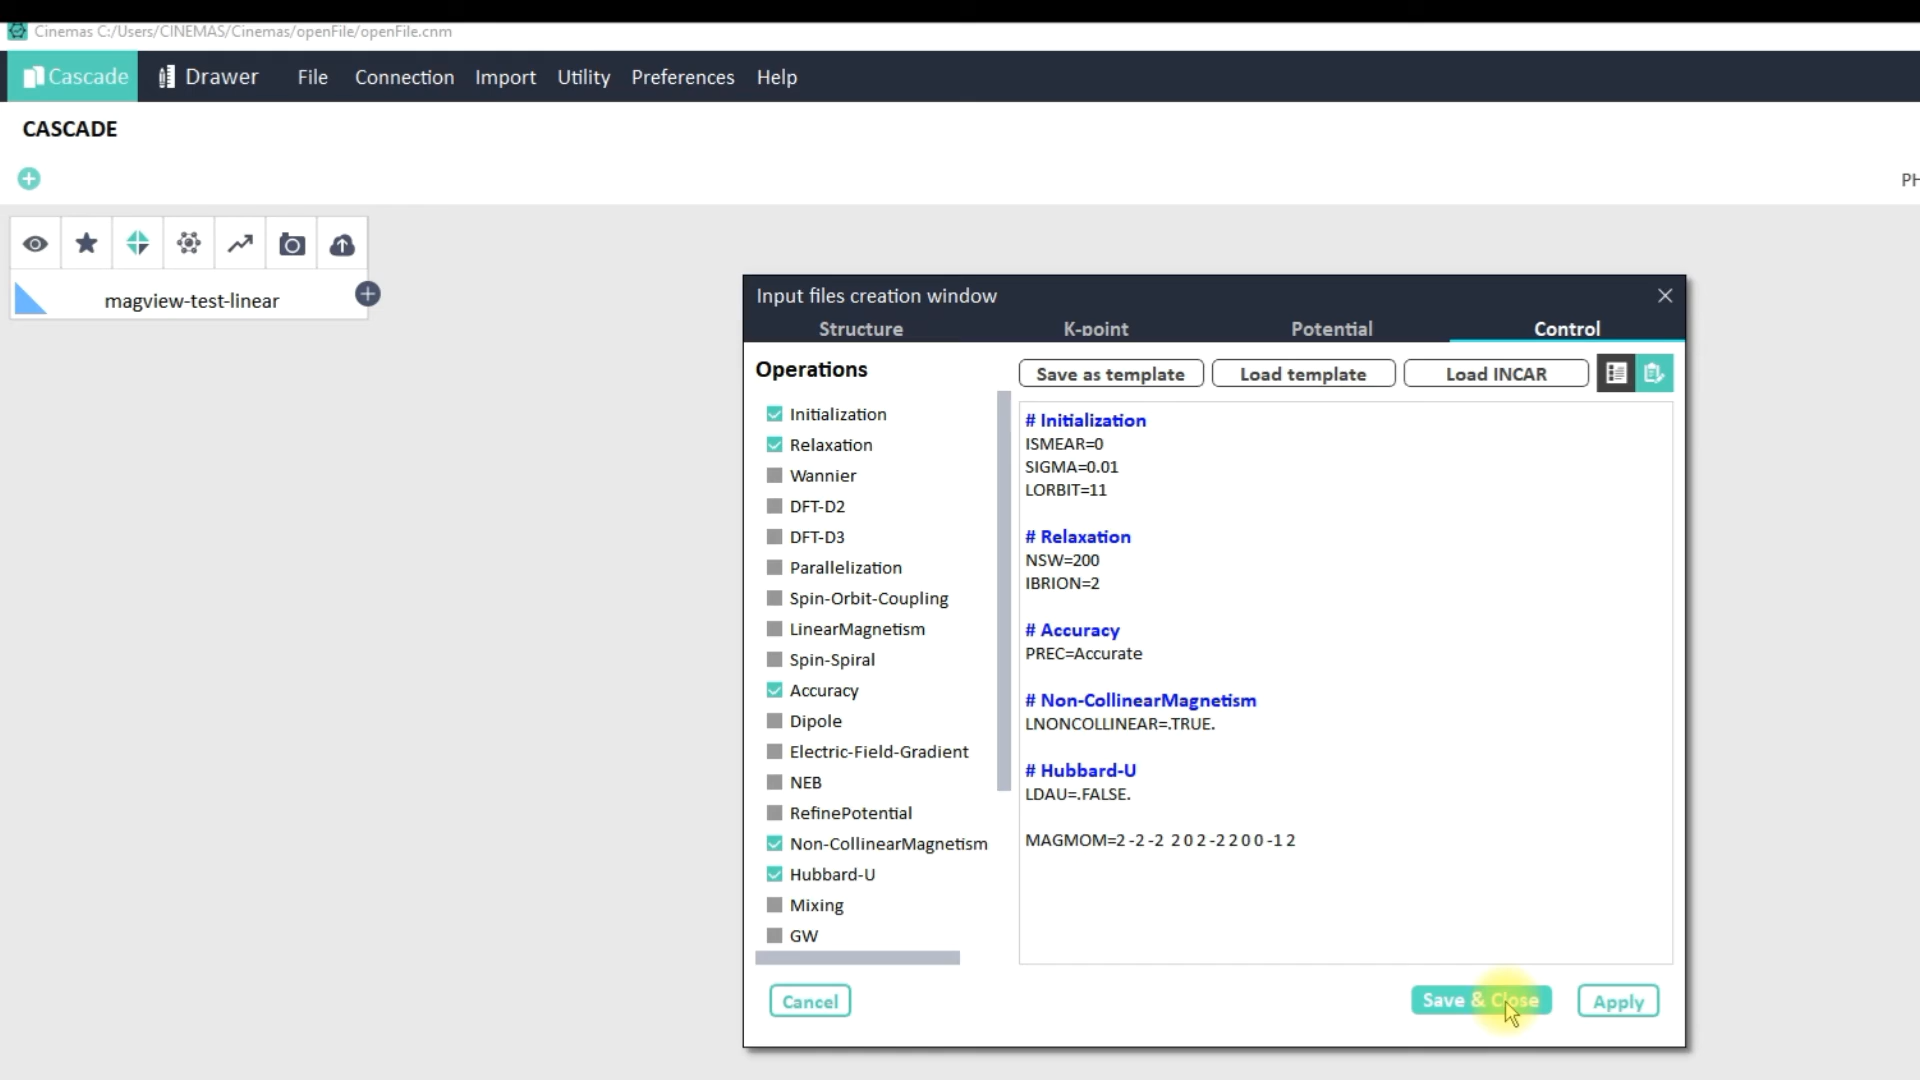 Cinemas C:/Users/CINEMAS/Cinemas/openFile/openFile.cnm
Cascade Drawer File Connection Import Utility Preferences Help
CASCADE
PH
magview-test-linear
Input files creation window
Structure K-point Potential Control
Operations
Save as template Load template Load INCAR
Initialization
Relaxation
Wannier
DFT-D2
DFT-D3
Parallelization
Spin-Orbit-Coupling
LinearMagnetism
Spin-Spiral
Accuracy
Dipole
Electric-Field-Gradient
NEB
RefinePotential
Non-CollinearMagnetism
Hubbard-U
Mixing
GW
# Initialization
ISMEAR=0
SIGMA=0.01
LORBIT=11
# Relaxation
NSW=200
IBRION=2
# Accuracy
PREC=Accurate
# Non-CollinearMagnetism
LNONCOLLINEAR=.TRUE.
# Hubbard-U
LDAU=.FALSE.
MAGMOM=2 -2 -2 2 0 2 -2 2 0 0 -1 2
Cancel Save & Close Apply